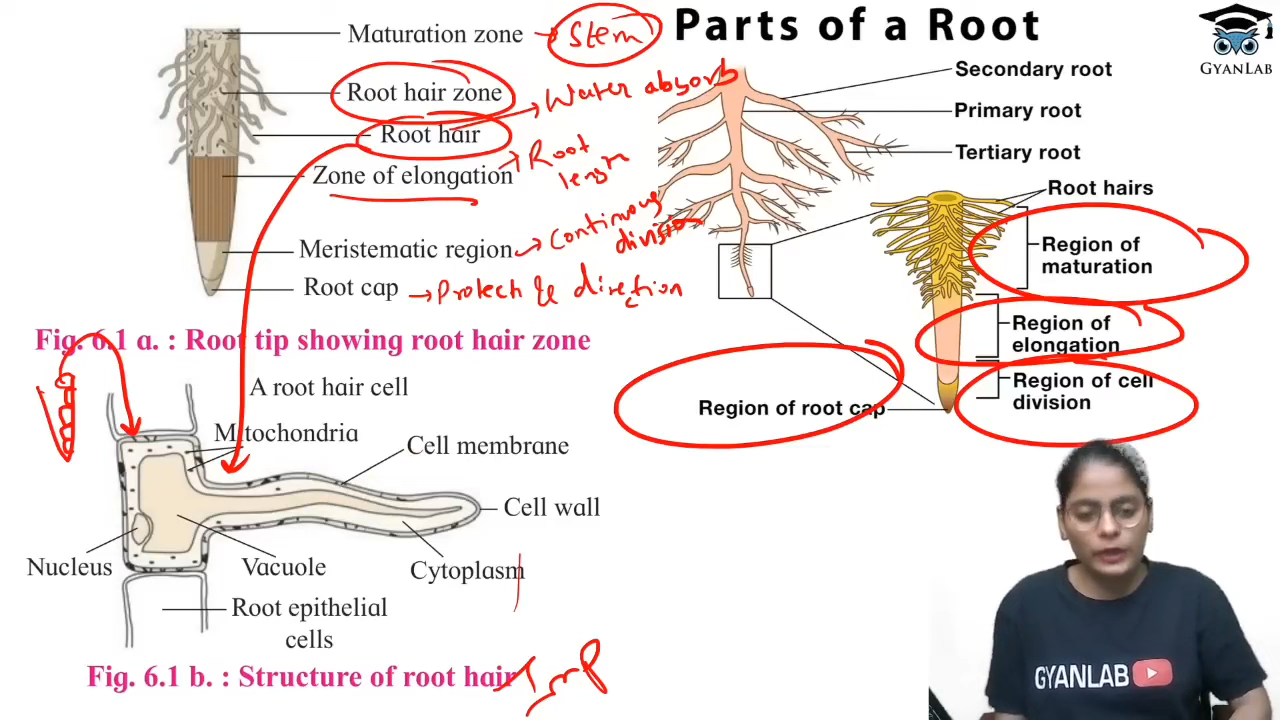 Parts of a Root
GYANLAB
Maturation zone → Stem
Root hair zone
Root hair → Water absorb
Zone of elongation → Root
length
Meristematic region → Continuous
division
Root cap → Protect & direction
Fig. 6.1 a. : Root tip showing root hair zone
A root hair cell
Mitochondria
Cell membrane
Cell wall
Nucleus
Vacuole
Cytoplasm
Root epithelial
cells
Fig. 6.1 b. : Structure of root hair
Imp
Secondary root
Primary root
Tertiary root
Root hairs
Region of
maturation
Region of
elongation
Region of cell
division
Region of root cap
GYANLAB